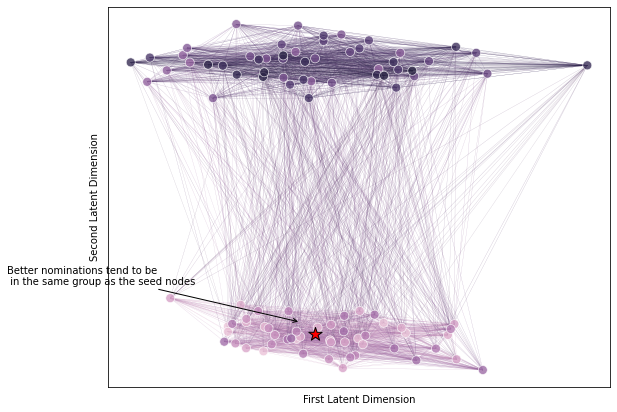 Second Latent Dimension
Better nominations tend to be
in the same group as the seed nodes
First Latent Dimension